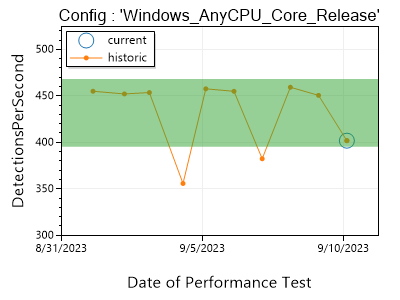 Config : 'Windows_AnyCPU_Core_Release'
current
historic
DetectionsPerSecond
500
450
400
350
300
8/31/2023
9/5/2023
9/10/2023
Date of Performance Test